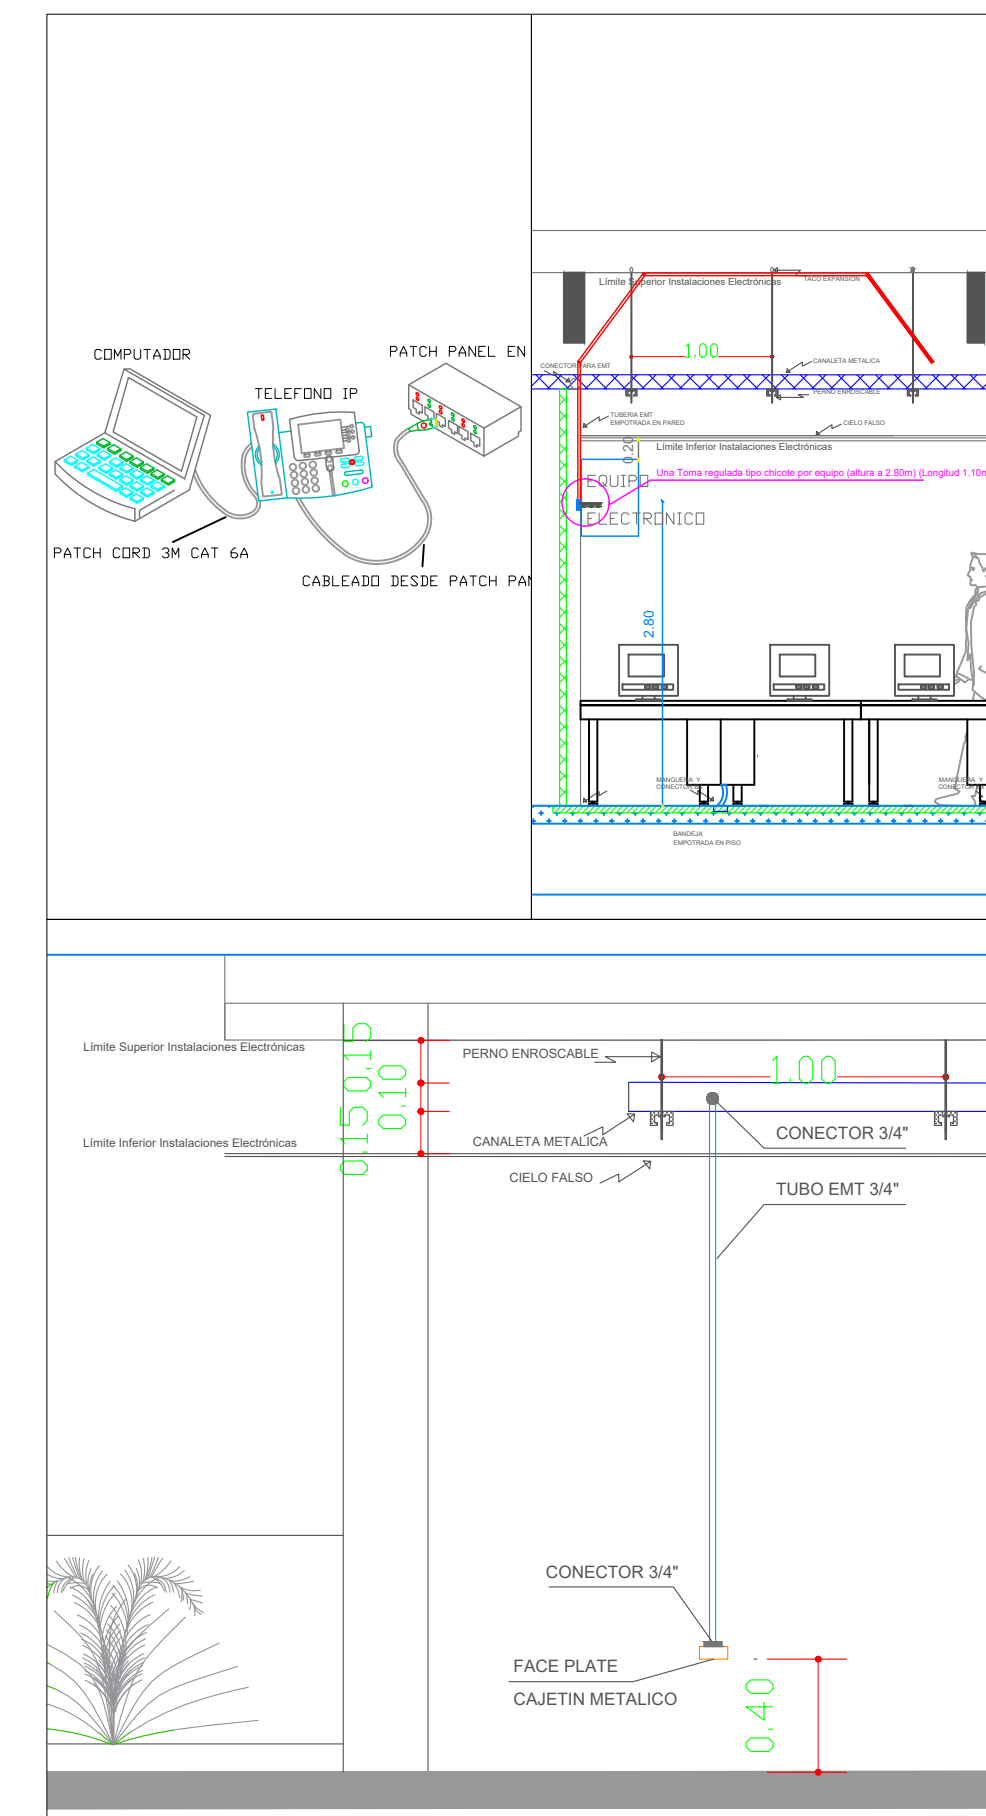 COMPUTADOR
TELEFONO IP
PATCH PANEL EN
PATCH CORD 3M CAT 6A
CABLEADO DESDE PATCH PAN
Límite Superior Instalaciones Electrónicas
TACO EXPANSION
1.00
CONECTOR PARA EMT
CANALETA METALICA
PERNO ENROSCABLE
TUBERIA EMT
EMPOTRADA EN PARED
CIELO FALSO
0.20
Límite Inferior Instalaciones Electrónicas
Una Toma regulada tipo chicote por equipo (altura a 2.80m) (Longitud 1.10m
EQUIPO
ELECTRONICO
2.80
MANGUERA Y
CONECTOR
MANGUERA Y
CONECTOR
BANDEJA
EMPOTRADA EN PISO
Límite Superior Instalaciones Electrónicas
0.15
0.10
0.15
PERNO ENROSCABLE
1.00
Límite Inferior Instalaciones Electrónicas
CANALETA METALICA
CONECTOR 3/4"
CIELO FALSO
TUBO EMT 3/4"
CONECTOR 3/4"
FACE PLATE
CAJETIN METALICO
0.40